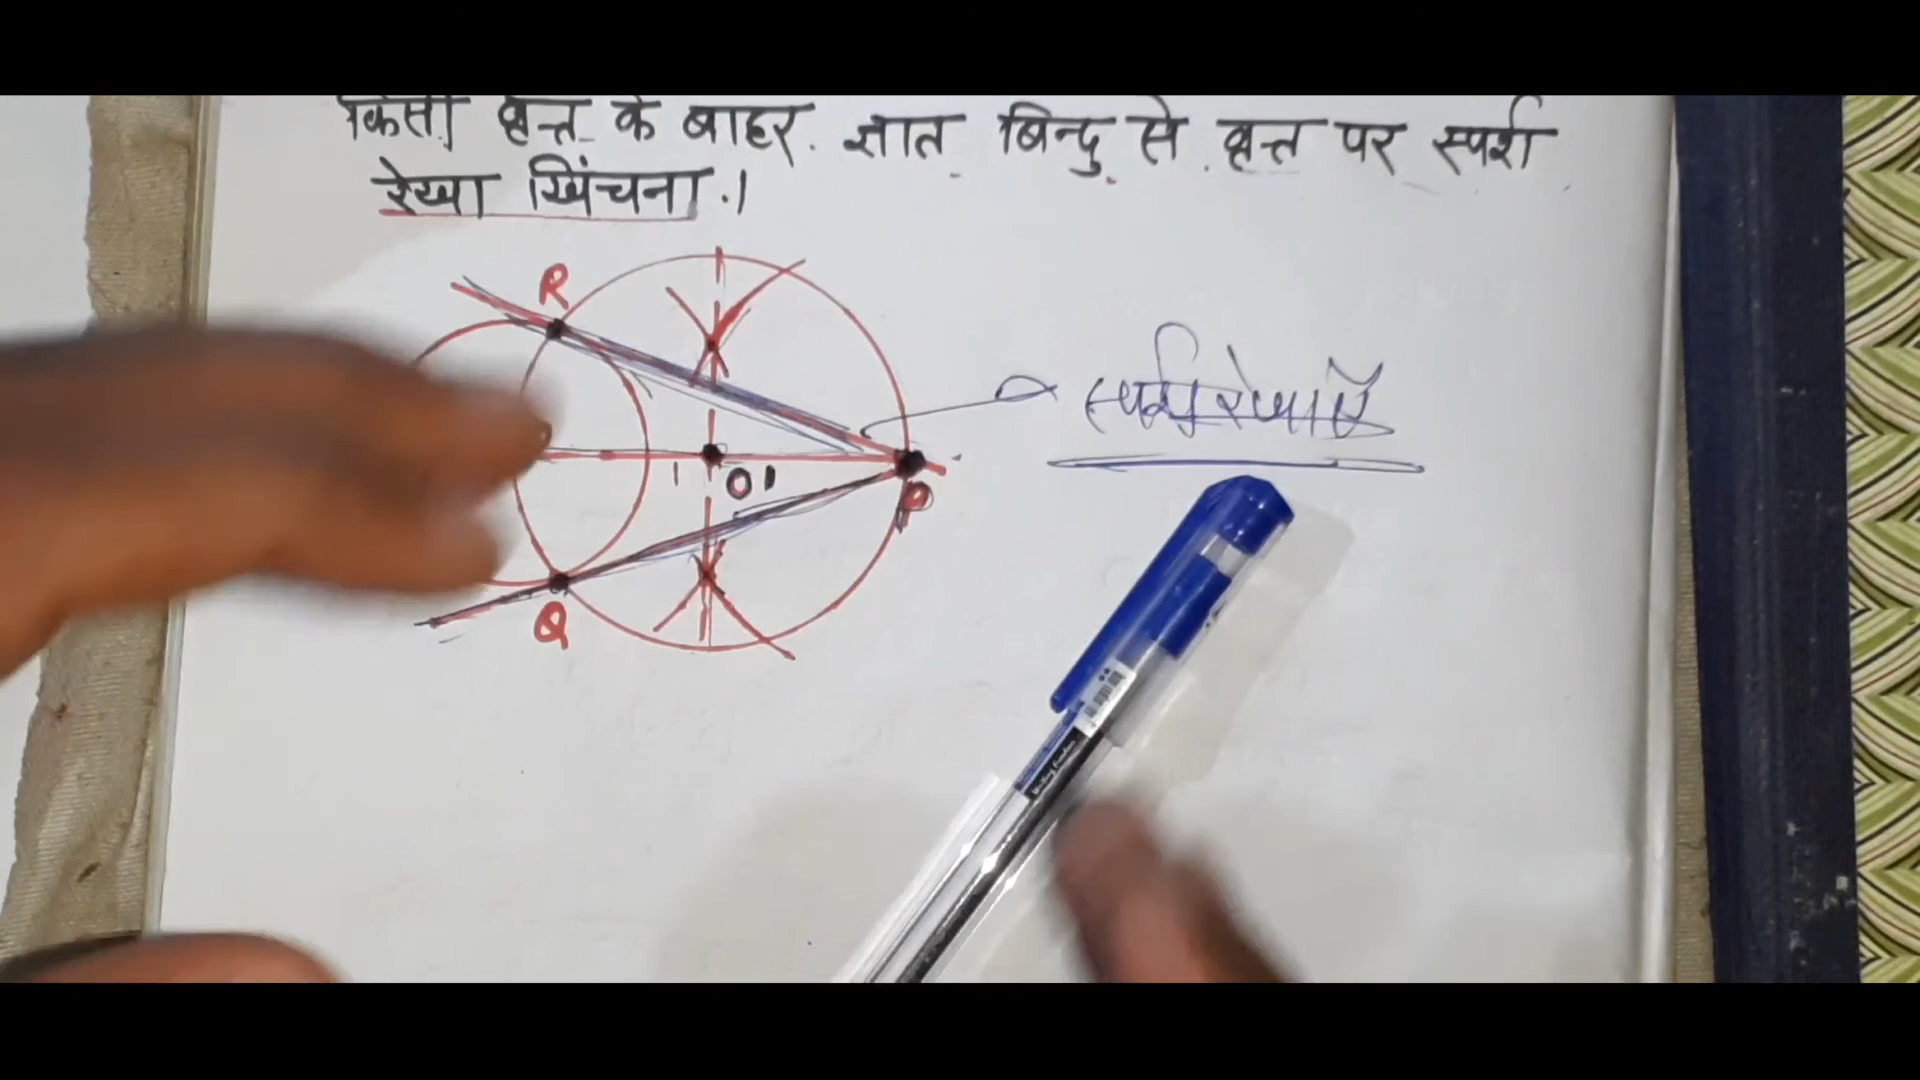 किसी वृत्त के बाहर ज्ञात बिन्दु से वृत्त पर स्पर्श
रेखा खिंचना।
R
स्पर्श रेखाएँ
O'
P
Q